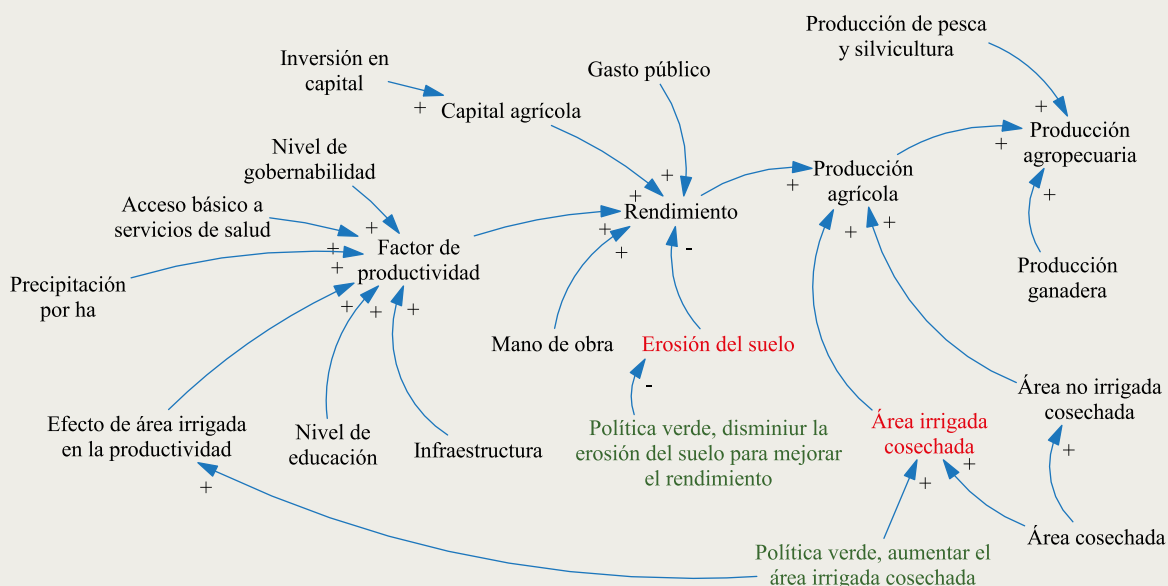 Producción de pesca
y silvicultura
Inversión en
capital
Gasto público
+
Capital agrícola
+
Producción
agropecuaria
+
Nivel de
gobernabilidad
Producción
agrícola
+
+
+
+
Acceso básico a
servicios de salud
Rendimiento
+
+
+
+
+
-
Factor de
productividad
+
+
Precipitación
por ha
Producción
ganadera
+
+
+
Mano de obra
Erosión del suelo
-
Área no irrigada
cosechada
Efecto de área irrigada
en la productividad
Nivel de
educación
Infraestructura
Política verde, disminiur la
erosión del suelo para mejorar
el rendimiento
Área irrigada
cosechada
+
+
+
+
Área cosechada
Política verde, aumentar el
área irrigada cosechada